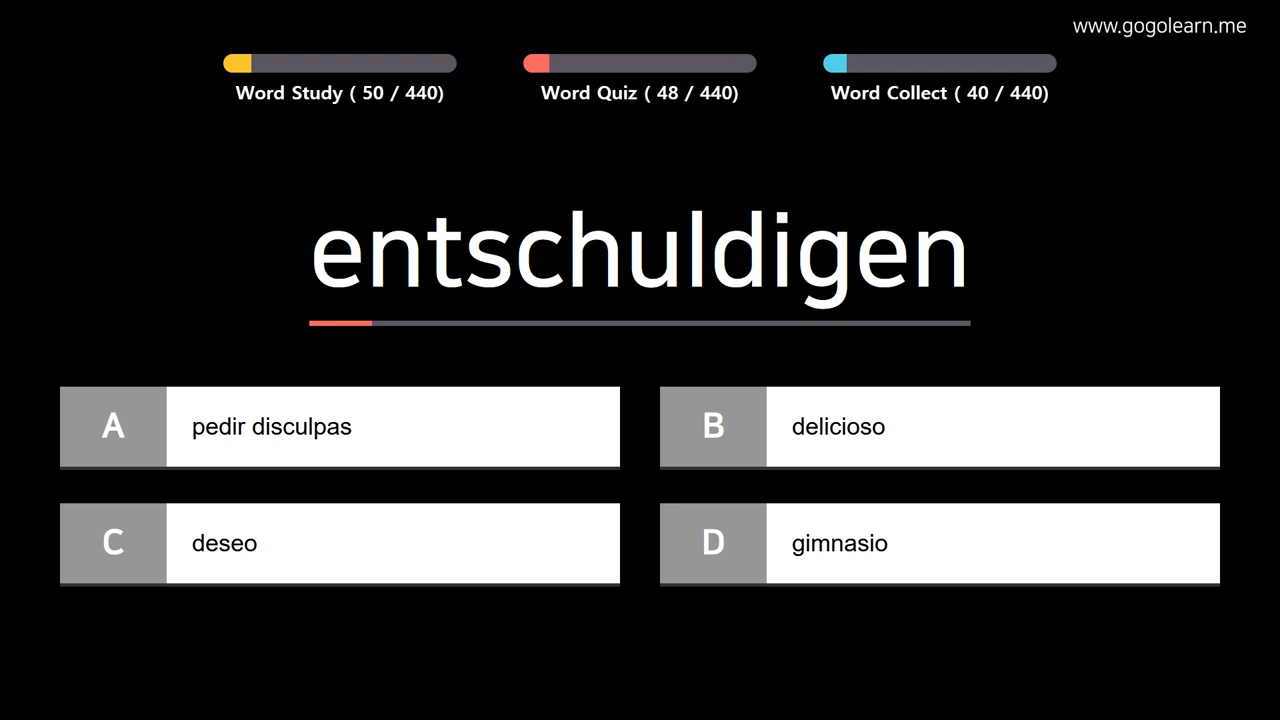 www.gogolearn.me
Word Study ( 50 / 440)
Word Quiz ( 48 / 440)
Word Collect ( 40 / 440)
entschuldigen
A pedir disculpas
B delicioso
C deseo
D gimnasio